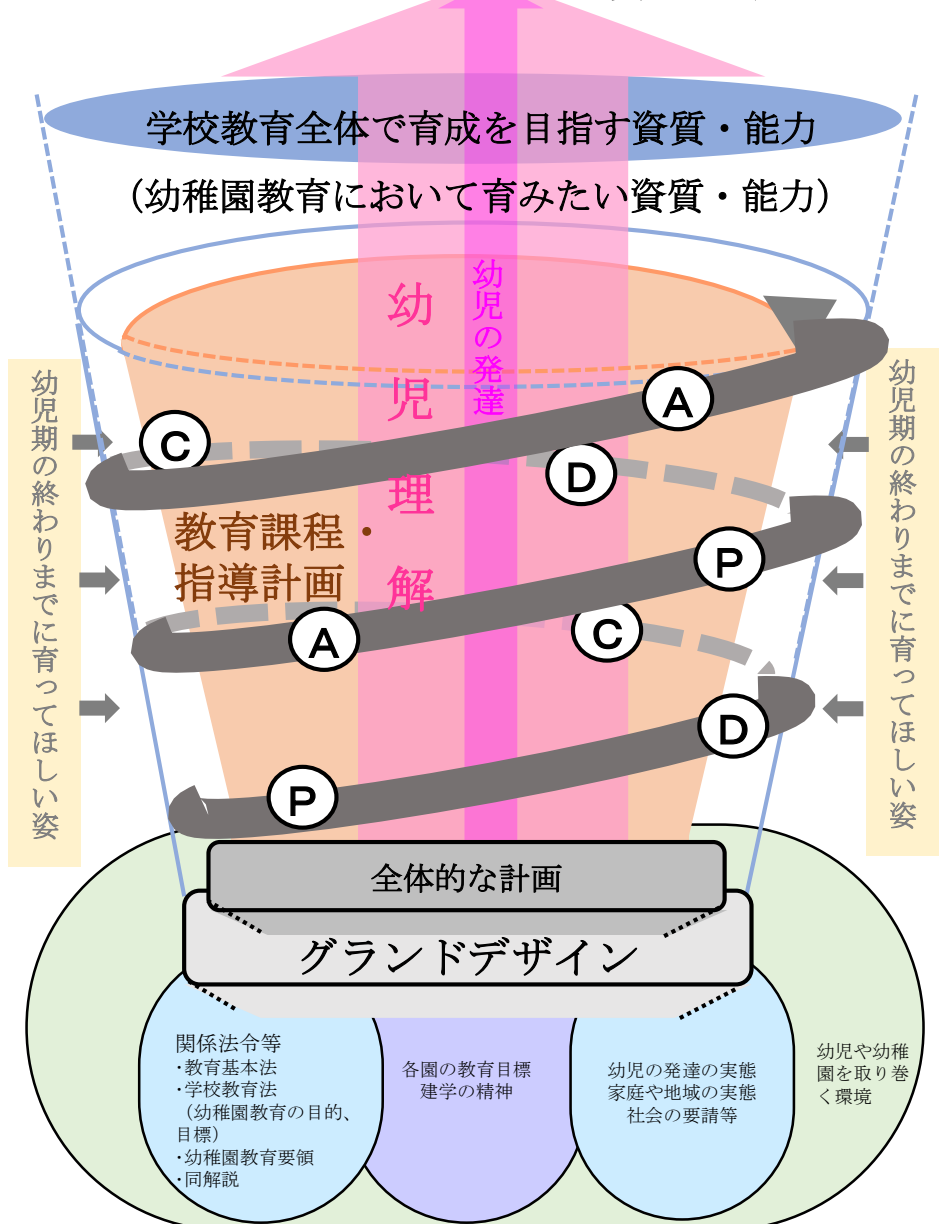 学校教育全体で育成を目指す資質・能力
（幼稚園教育において育みたい資質・能力）
幼児理解
幼児の発達
幼児期の終わりまでに育ってほしい姿
幼児期の終わりまでに育ってほしい姿
A
C
D
教育課程・
指導計画
P
A
C
D
P
全体的な計画
グランドデザイン
関係法令等
・教育基本法
・学校教育法
（幼稚園教育の目的、
目標）
・幼稚園教育要領
・同解説
各園の教育目標
建学の精神
幼児の発達の実態
家庭や地域の実態
社会の要請等
幼児や幼稚
園を取り巻
く環境